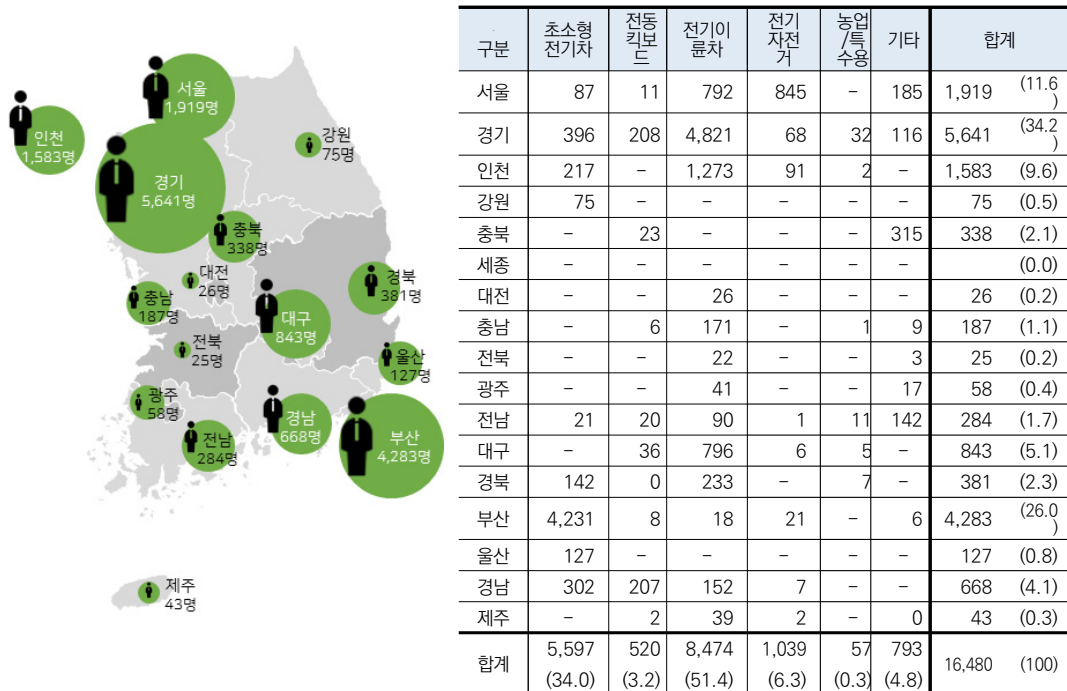 서울
1,919명
인천
1,583명
강원
75명
경기
5,641명
충북
338명
대전
26명
경북
381명
충남
187명
대구
843명
전북
25명
울산
127명
광주
58명
경남
668명
부산
4,283명
전남
284명
제주
43명
구분 초소형 전동 전기이 전기 농업 기타 합계
전기차 킥보 륜차 자전 /특
드 거 수용
서울 87 11 792 845 - 185 1,919 (11.6
)
경기 396 208 4,821 68 32 116 5,641 (34.2
)
인천 217 - 1,273 91 2 - 1,583 (9.6)
강원 75 - - - - - 75 (0.5)
충북 - 23 - - - 315 338 (2.1)
세종 - - - - - - (0.0)
대전 - - 26 - - - 26 (0.2)
충남 - 6 171 - 1 9 187 (1.1)
전북 - - 22 - - 3 25 (0.2)
광주 - - 41 - - 17 58 (0.4)
전남 21 20 90 1 11 142 284 (1.7)
대구 - 36 796 6 5 - 843 (5.1)
경북 142 0 233 - 7 - 381 (2.3)
부산 4,231 8 18 21 - 6 4,283 (26.0
)
울산 127 - - - - - 127 (0.8)
경남 302 207 152 7 - - 668 (4.1)
제주 - 2 39 2 - 0 43 (0.3)
합계 5,597 520 8,474 1,039 57 793 16,480 (100)
(34.0) (3.2) (51.4) (6.3) (0.3) (4.8)